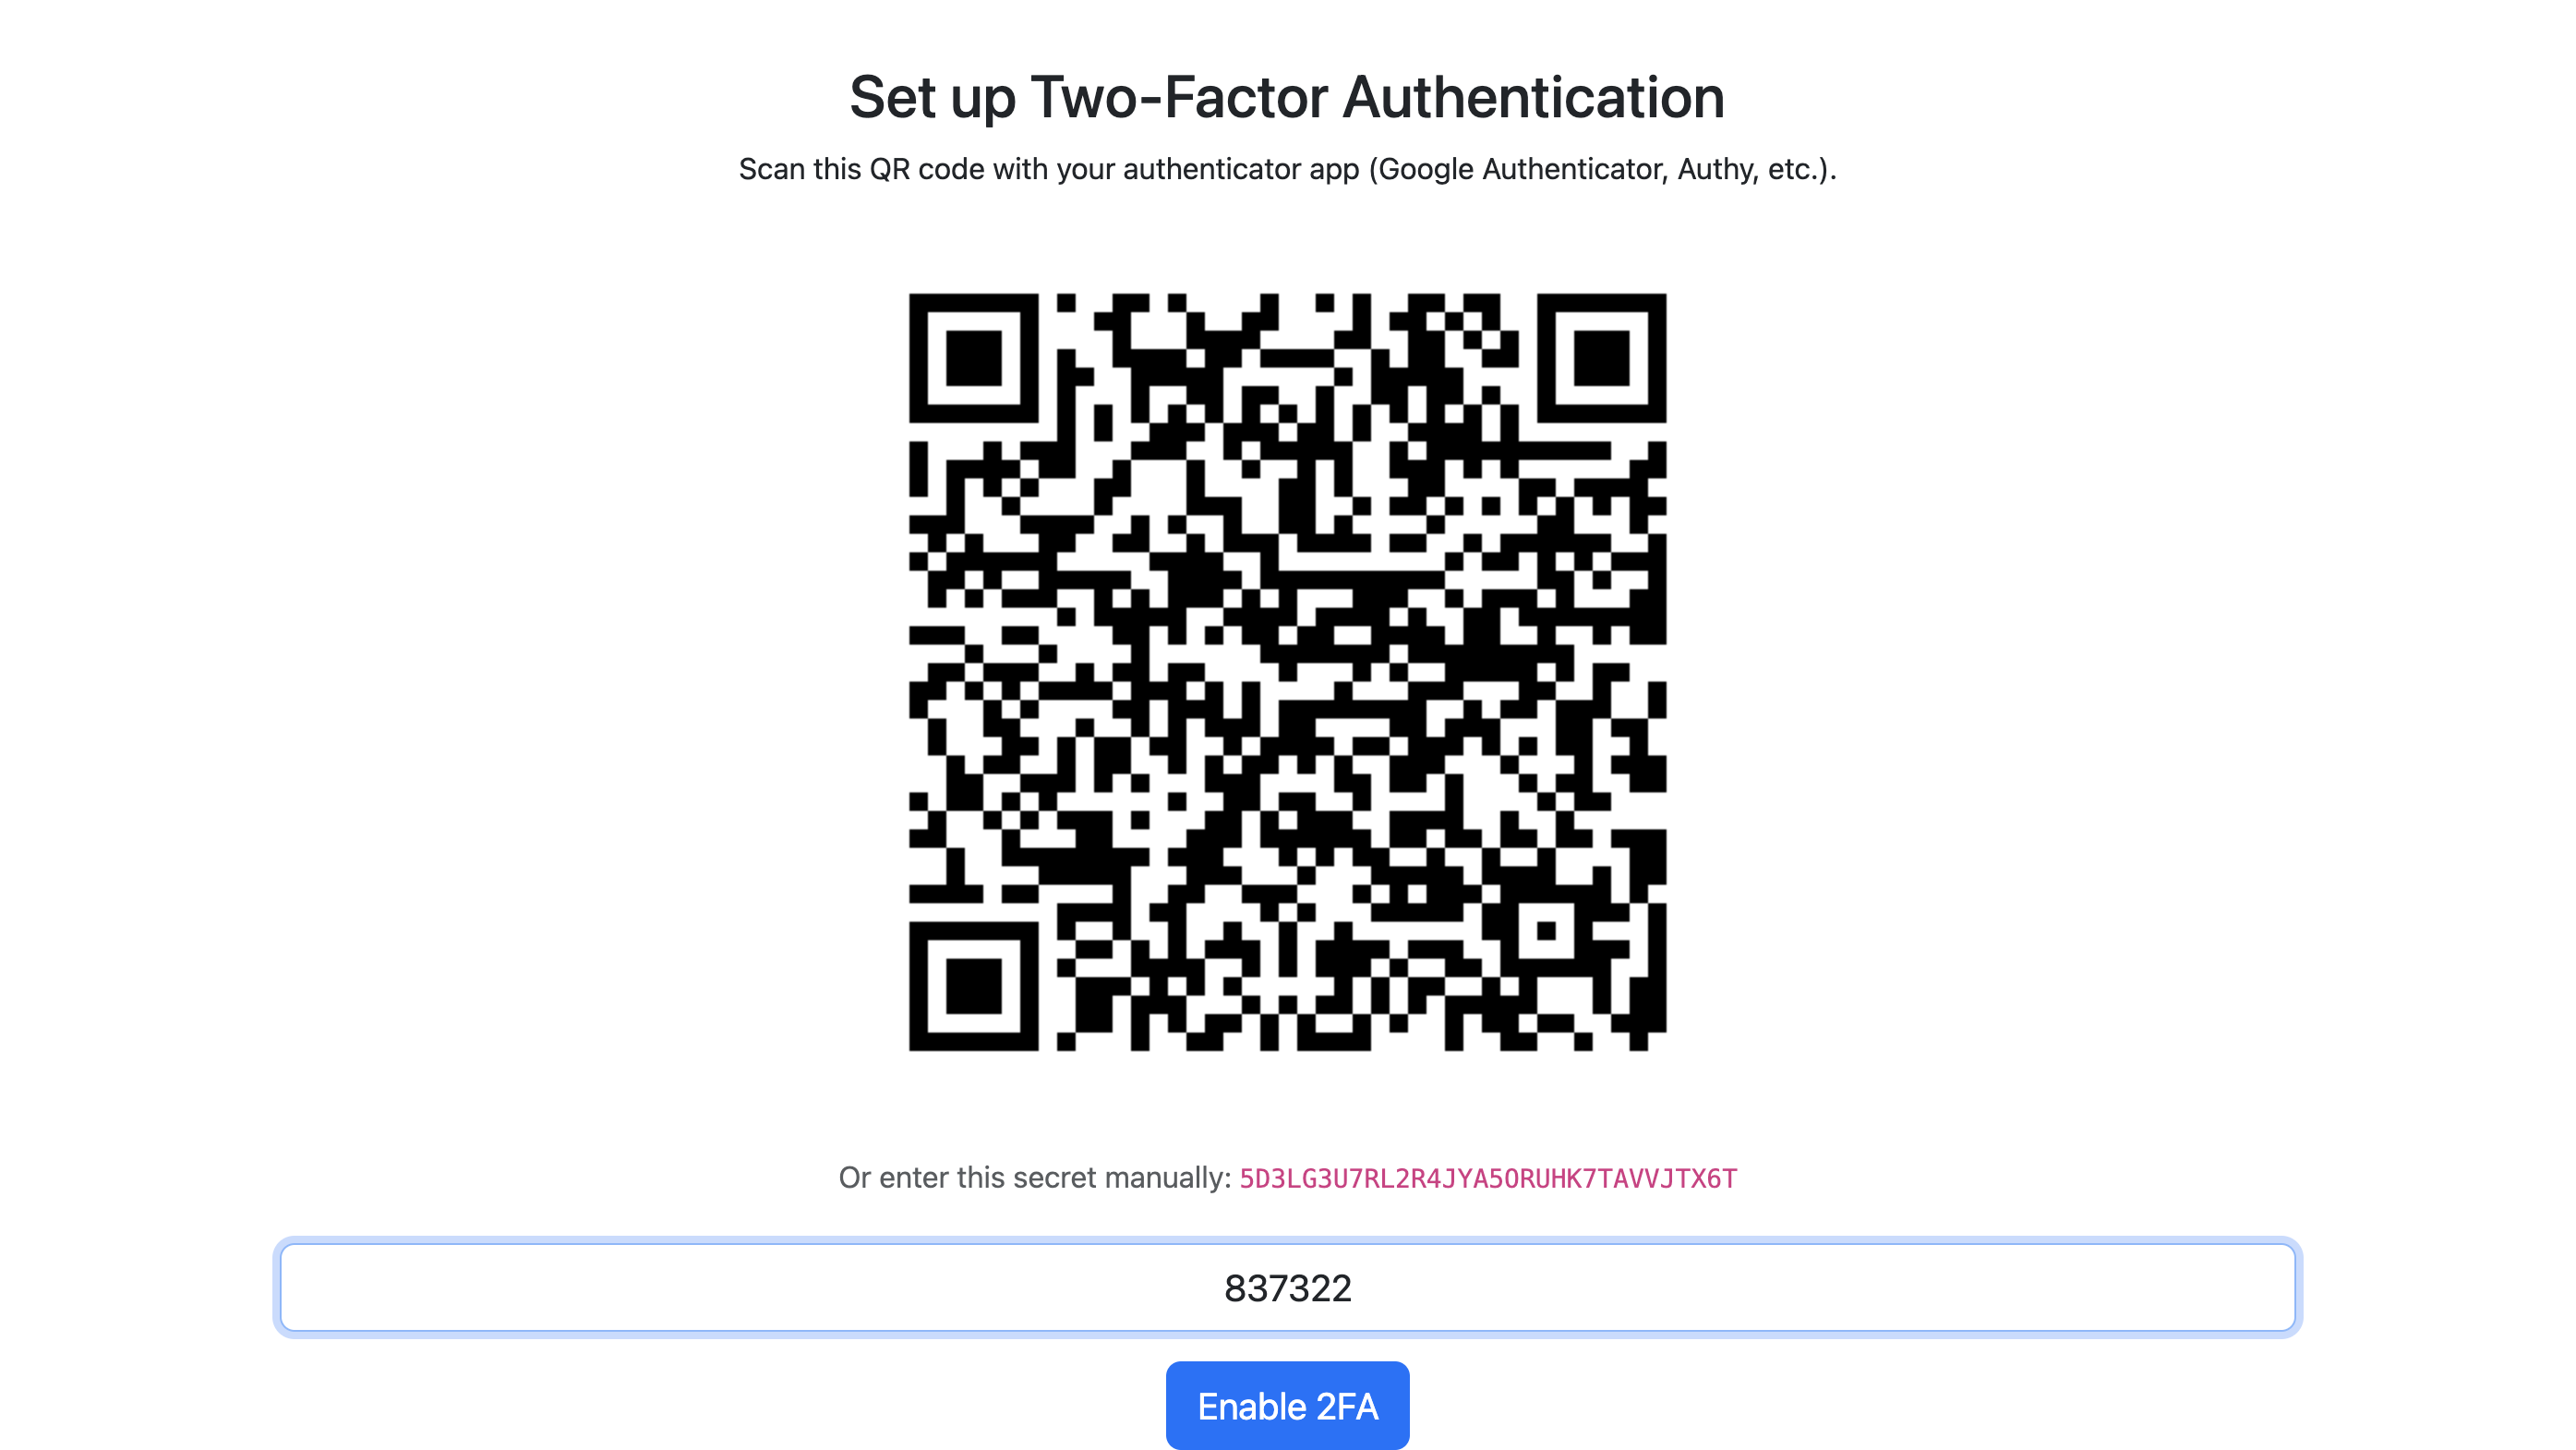 Set up Two-Factor Authentication
Scan this QR code with your authenticator app (Google Authenticator, Authy, etc.).
Or enter this secret manually: 5D3LG3U7RL2R4JYA5ORUHK7TAVVJTX6T
837322
Enable 2FA